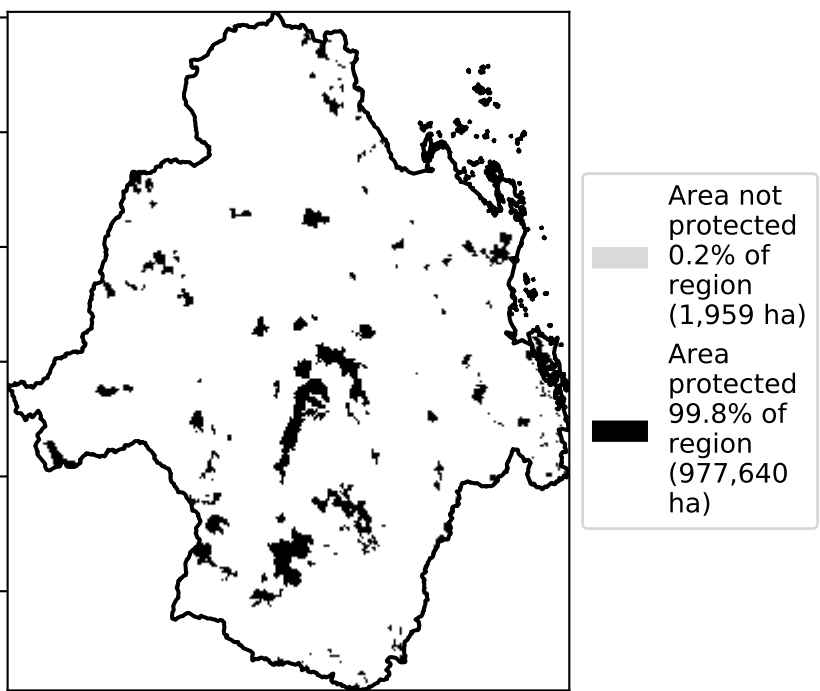 Area not
protected
0.2% of
region
(1,959 ha)
Area
protected
99.8% of
region
(977,640
ha)